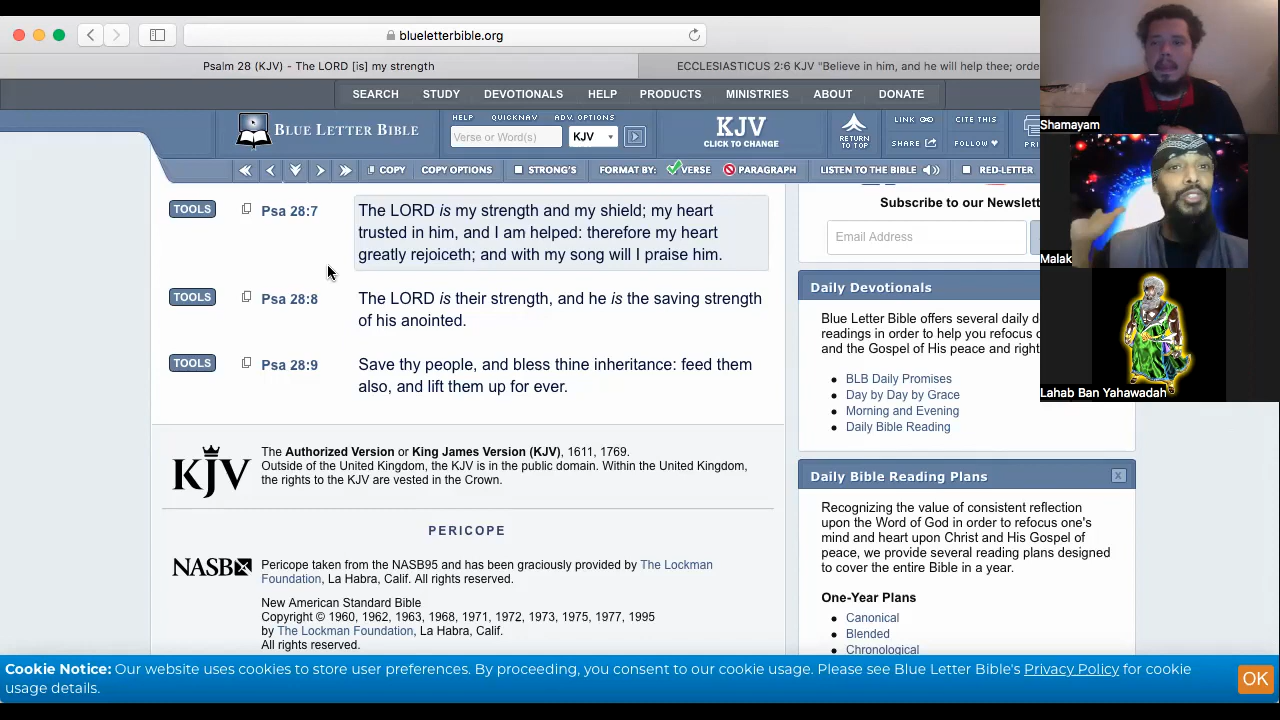 blueletterbible.org
Psalm 28 (KJV) - The LORD [is] my strength
ECCLESIASTICUS 2:6 KJV "Believe in him, and he will help thee; orde
SEARCH STUDY DEVOTIONALS HELP PRODUCTS MINISTRIES ABOUT DONATE
BLUE LETTER BIBLE
HELP QUICKNAV ADV. OPTIONS
Verse or Word(s) KJV
KJV
CLICK TO CHANGE
RETURN
TO TOP
LINK CITE THIS
SHARE FOLLOW
COPY COPY OPTIONS STRONG'S FORMAT BY: VERSE PARAGRAPH LISTEN TO THE BIBLE RED-LETTER
TOOLS Psa 28:7 The LORD is my strength and my shield; my heart
trusted in him, and I am helped: therefore my heart
greatly rejoiceth; and with my song will I praise him.
TOOLS Psa 28:8 The LORD is their strength, and he is the saving strength
of his anointed.
TOOLS Psa 28:9 Save thy people, and bless thine inheritance: feed them
also, and lift them up for ever.
KJV
The Authorized Version or King James Version (KJV), 1611, 1769.
Outside of the United Kingdom, the KJV is in the public domain. Within the United Kingdom,
the rights to the KJV are vested in the Crown.
PERICOPE
NASB
Pericope taken from the NASB95 and has been graciously provided by The Lockman
Foundation, La Habra, Calif. All rights reserved.
New American Standard Bible
Copyright © 1960, 1962, 1963, 1968, 1971, 1972, 1973, 1975, 1977, 1995
by The Lockman Foundation, La Habra, Calif.
All rights reserved.
Subscribe to our Newslett
Email Address
Daily Devotionals
Blue Letter Bible offers several daily d
readings in order to help you refocus
and the Gospel of His peace and right
BLB Daily Promises
Day by Day by Grace
Morning and Evening
Daily Bible Reading
Daily Bible Reading Plans
Recognizing the value of consistent reflection
upon the Word of God in order to refocus one's
mind and heart upon Christ and His Gospel of
peace, we provide several reading plans designed
to cover the entire Bible in a year.
One-Year Plans
Canonical
Blended
Chronological
Shamayam
Malak
Lahab Ban Yahawadah
Cookie Notice: Our website uses cookies to store user preferences. By proceeding, you consent to our cookie usage. Please see Blue Letter Bible's Privacy Policy for cookie
usage details.
OK